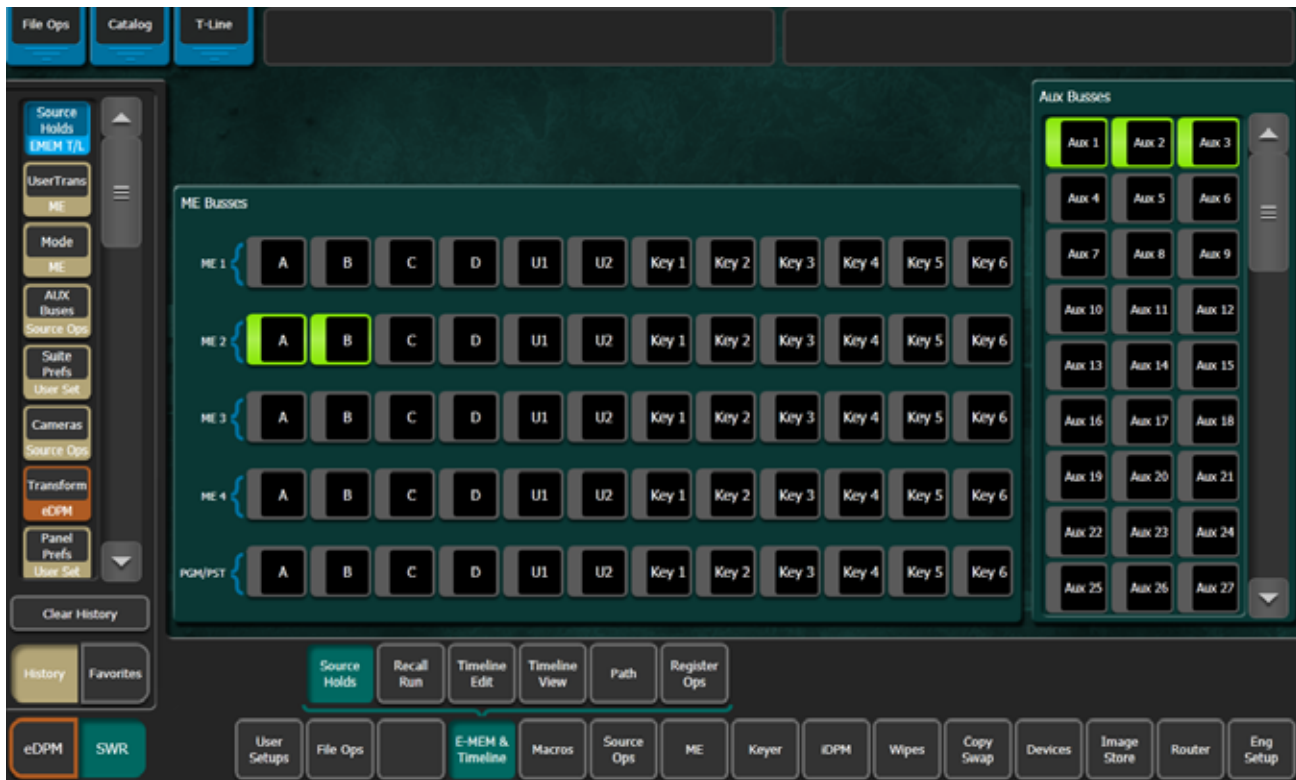 File Ops
Catalog
T-Line
Source
Holds
EMEM T/L
UserTrans
ME
Mode
ME
AUX
Buses
Source Ops
Suite
Prefs
User Set
Cameras
Source Ops
Transform
eDPM
Panel
Prefs
User Set
Clear History
History
Favorites
ME Busses
ME 1 A B C D U1 U2 Key 1 Key 2 Key 3 Key 4 Key 5 Key 6
ME 2 A B C D U1 U2 Key 1 Key 2 Key 3 Key 4 Key 5 Key 6
ME 3 A B C D U1 U2 Key 1 Key 2 Key 3 Key 4 Key 5 Key 6
ME 4 A B C D U1 U2 Key 1 Key 2 Key 3 Key 4 Key 5 Key 6
PGM/PST A B C D U1 U2 Key 1 Key 2 Key 3 Key 4 Key 5 Key 6
Aux Busses
Aux 1 Aux 2 Aux 3
Aux 4 Aux 5 Aux 6
Aux 7 Aux 8 Aux 9
Aux 10 Aux 11 Aux 12
Aux 13 Aux 14 Aux 15
Aux 16 Aux 17 Aux 18
Aux 19 Aux 20 Aux 21
Aux 22 Aux 23 Aux 24
Aux 25 Aux 26 Aux 27
Source
Holds
Recall
Run
Timeline
Edit
Timeline
View
Path
Register
Ops
eDPM
SWR
User
Setups
File Ops
E-MEM &
Timeline
Macros
Source
Ops
ME
Keyer
iDPM
Wipes
Copy
Swap
Devices
Image
Store
Router
Eng
Setup